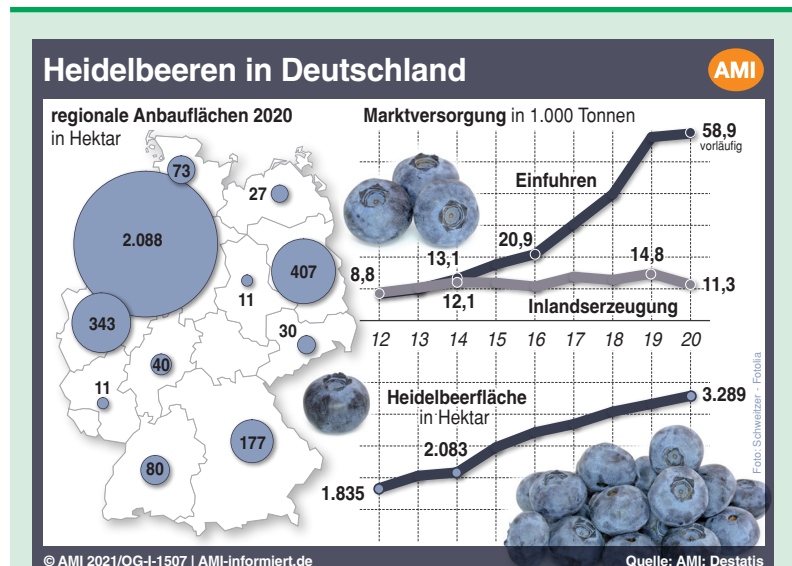 Heidelbeeren in Deutschland
AMI
regionale Anbauflächen 2020
in Hektar
73
27
2.088
407
11
343
30
40
11
177
80
Marktversorgung in 1.000 Tonnen
58,9
vorläufig
Einfuhren
20,9
13,1
14,8
8,8
12,1
11,3
Inlandserzeugung
12 13 14 15 16 17 18 19 20
Heidelbeerfläche
in Hektar
3.289
2.083
1.835
Foto: Schweitzer - Fotolia
© AMI 2021/OG-I-1507 | AMI-informiert.de
Quelle: AMI; Destatis